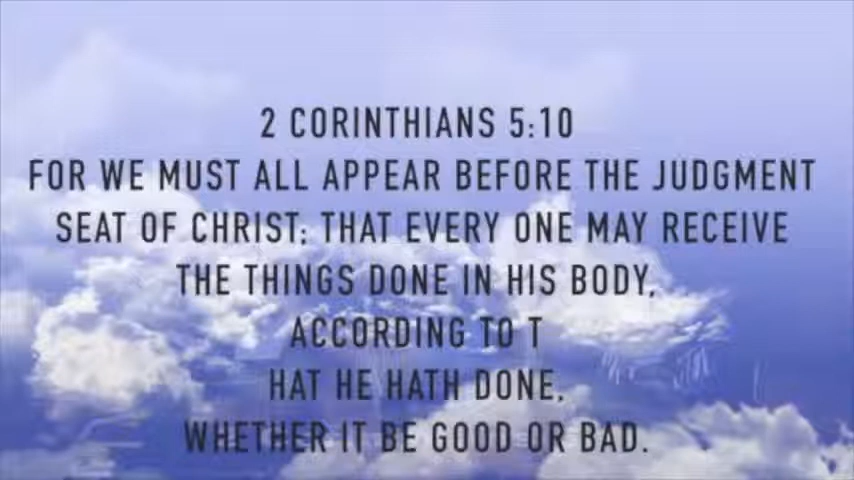 2 CORINTHIANS 5:10
FOR WE MUST ALL APPEAR BEFORE THE JUDGMENT
SEAT OF CHRIST; THAT EVERY ONE MAY RECEIVE
THE THINGS DONE IN HIS BODY,
ACCORDING TO T
HAT HE HATH DONE,
WHETHER IT BE GOOD OR BAD.